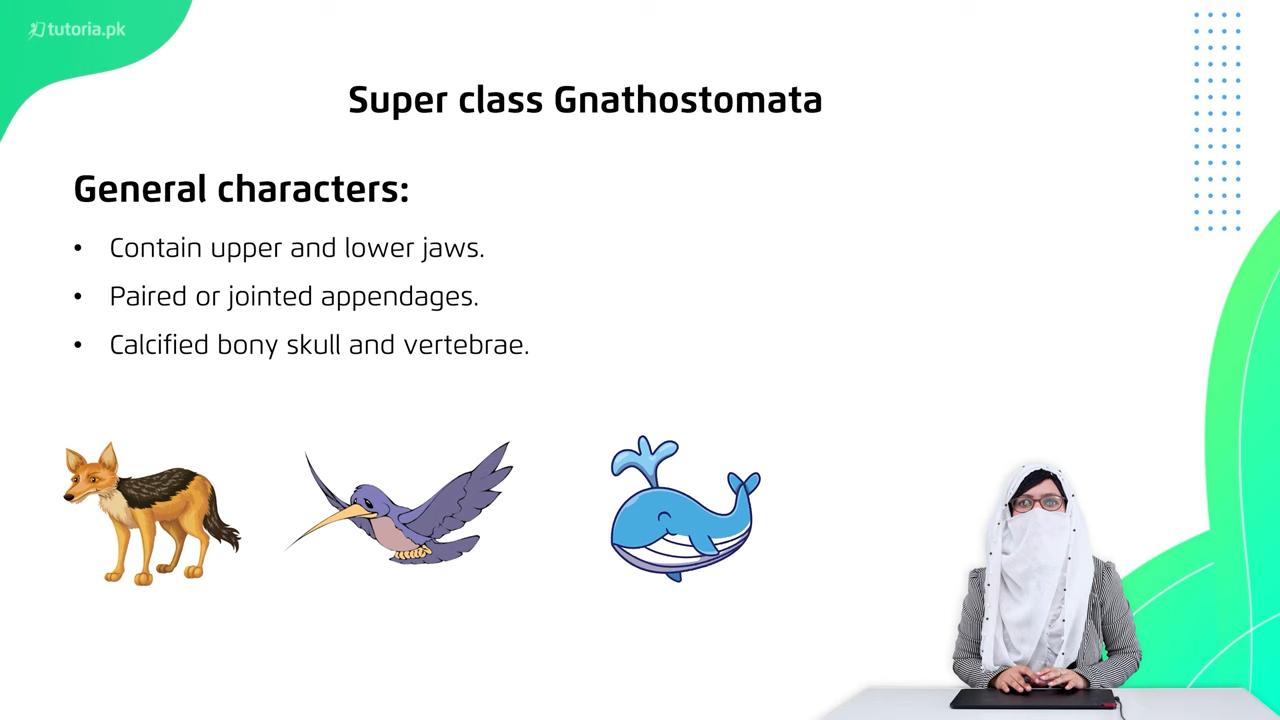 tutoria.pk
Super class Gnathostomata
General characters:
• Contain upper and lower jaws.
• Paired or jointed appendages.
• Calcified bony skull and vertebrae.